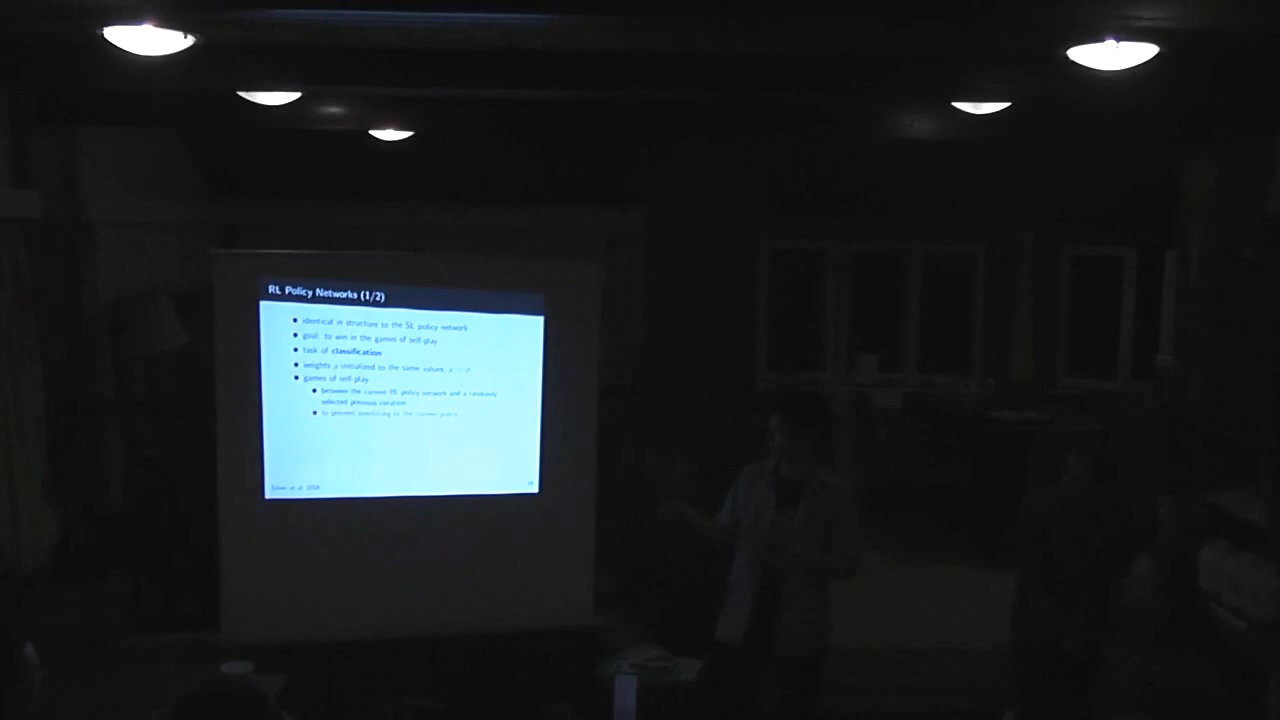 RL Policy Networks (1/2)
identical in structure to the SL policy network
goal: to win in the games of self-play
task of classification
weights ρ initialized to the same values,
games of self-play
between the current RL policy network and a randomly
selected previous iteration
to prevent overfitting to the current policy
Silver et al. 2016